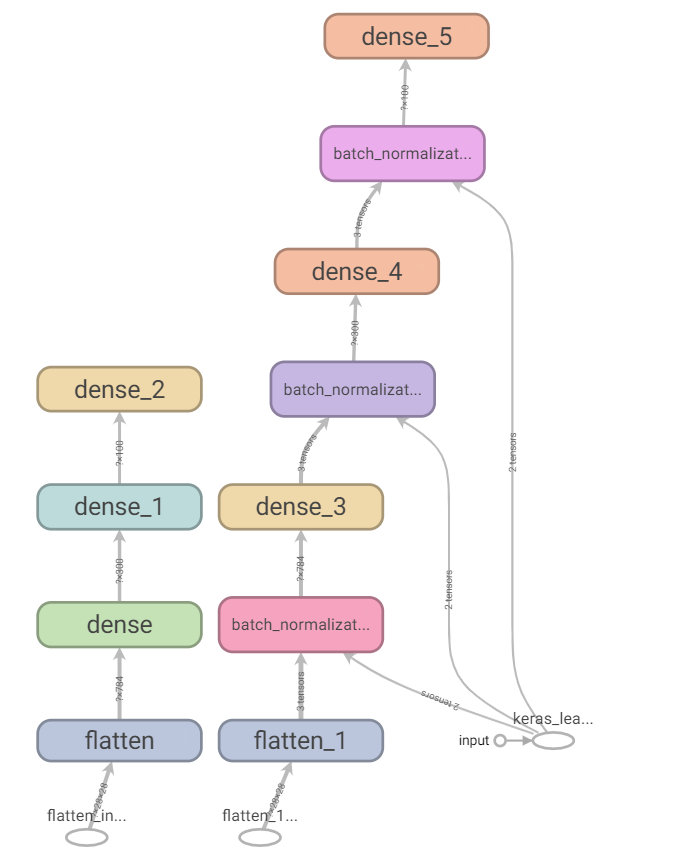 dense_5
?×100
batch_normalizat...
3 tensors
dense_4
?×300
dense_2
batch_normalizat...
?×100
3 tensors
2 tensors
dense_1
dense_3
?×300
?×784
2 tensors
dense
batch_normalizat...
?×784
3 tensors
2 tensors
keras_lea...
flatten
flatten_1
input
?×28×28
?×28×28
flatten_in...
flatten_1...